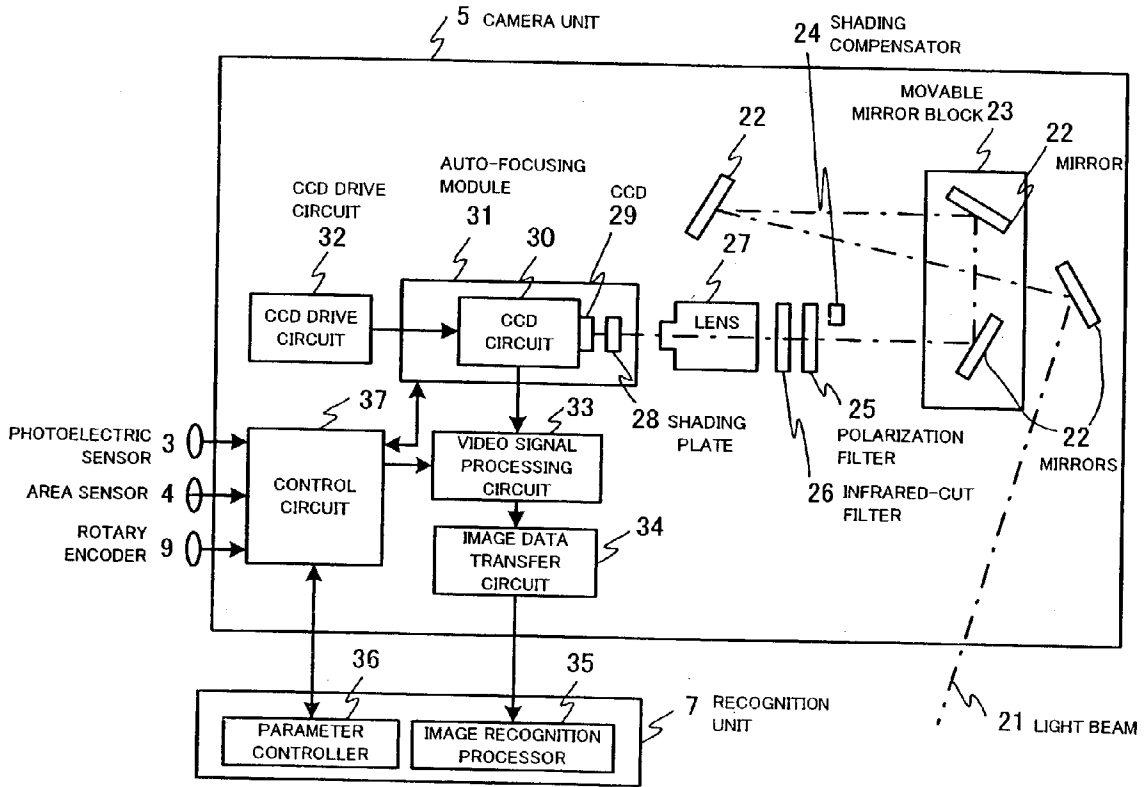 5 CAMERA UNIT
24 SHADING
COMPENSATOR
MOVABLE
MIRROR BLOCK 23
22
22
MIRROR
AUTO-FOCUSING
MODULE
31
CCD
29
CCD DRIVE
CIRCUIT
32
30
27
CCD DRIVE
CIRCUIT
CCD
CIRCUIT
LENS
28 SHADING
PLATE
25
POLARIZATION
FILTER
22
MIRRORS
26 INFRARED-CUT
FILTER
37
33
PHOTOELECTRIC
SENSOR 3
AREA SENSOR 4
ROTARY
ENCODER 9
CONTROL
CIRCUIT
VIDEO SIGNAL
PROCESSING
CIRCUIT
34
IMAGE DATA
TRANSFER
CIRCUIT
36
35
7 RECOGNITION
UNIT
PARAMETER
CONTROLLER
IMAGE RECOGNITION
PROCESSOR
21 LIGHT BEAM